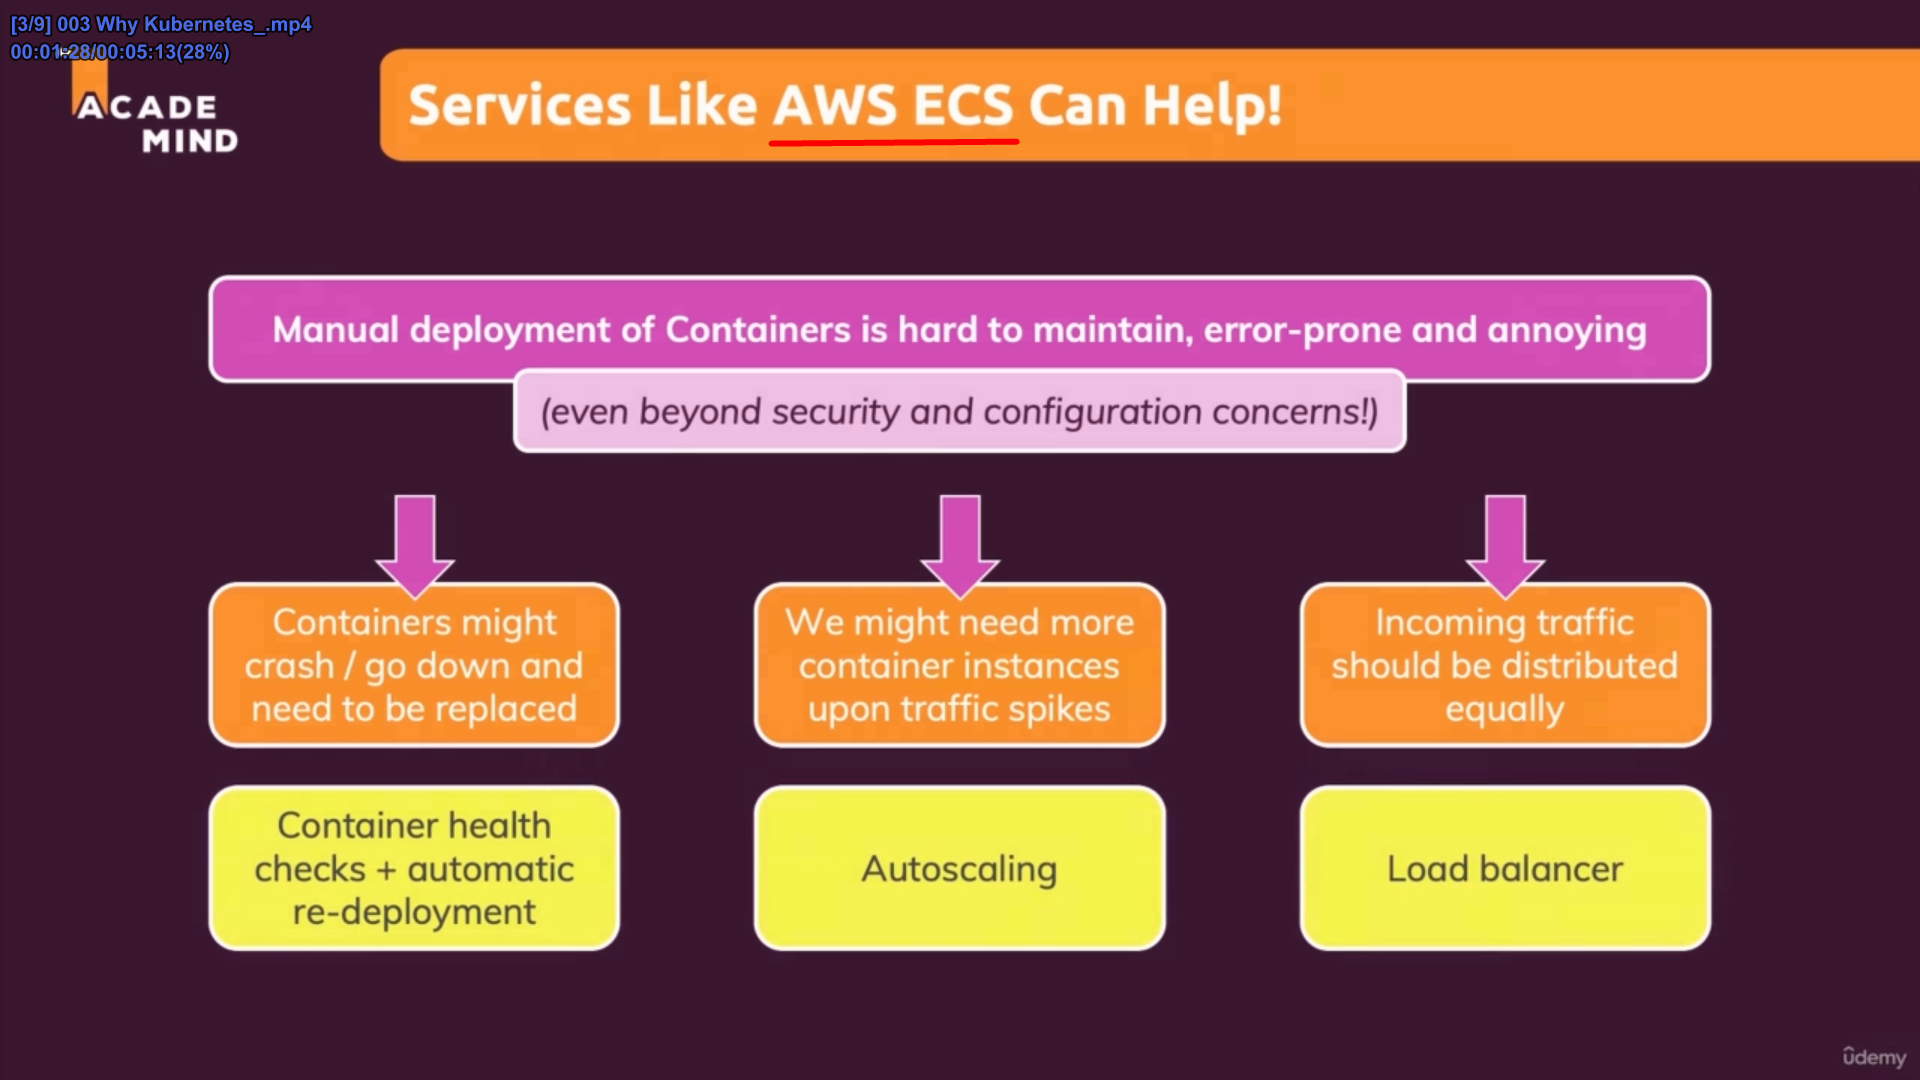 [3/9] 003 Why Kubernetes_.mp4
00:01:28/00:05:13(28%)
ACADE
MIND
Services Like AWS ECS Can Help!
Manual deployment of Containers is hard to maintain, error-prone and annoying
(even beyond security and configuration concerns!)
Containers might
crash / go down and
need to be replaced
We might need more
container instances
upon traffic spikes
Incoming traffic
should be distributed
equally
Container health
checks + automatic
re-deployment
Autoscaling
Load balancer
ûdemy